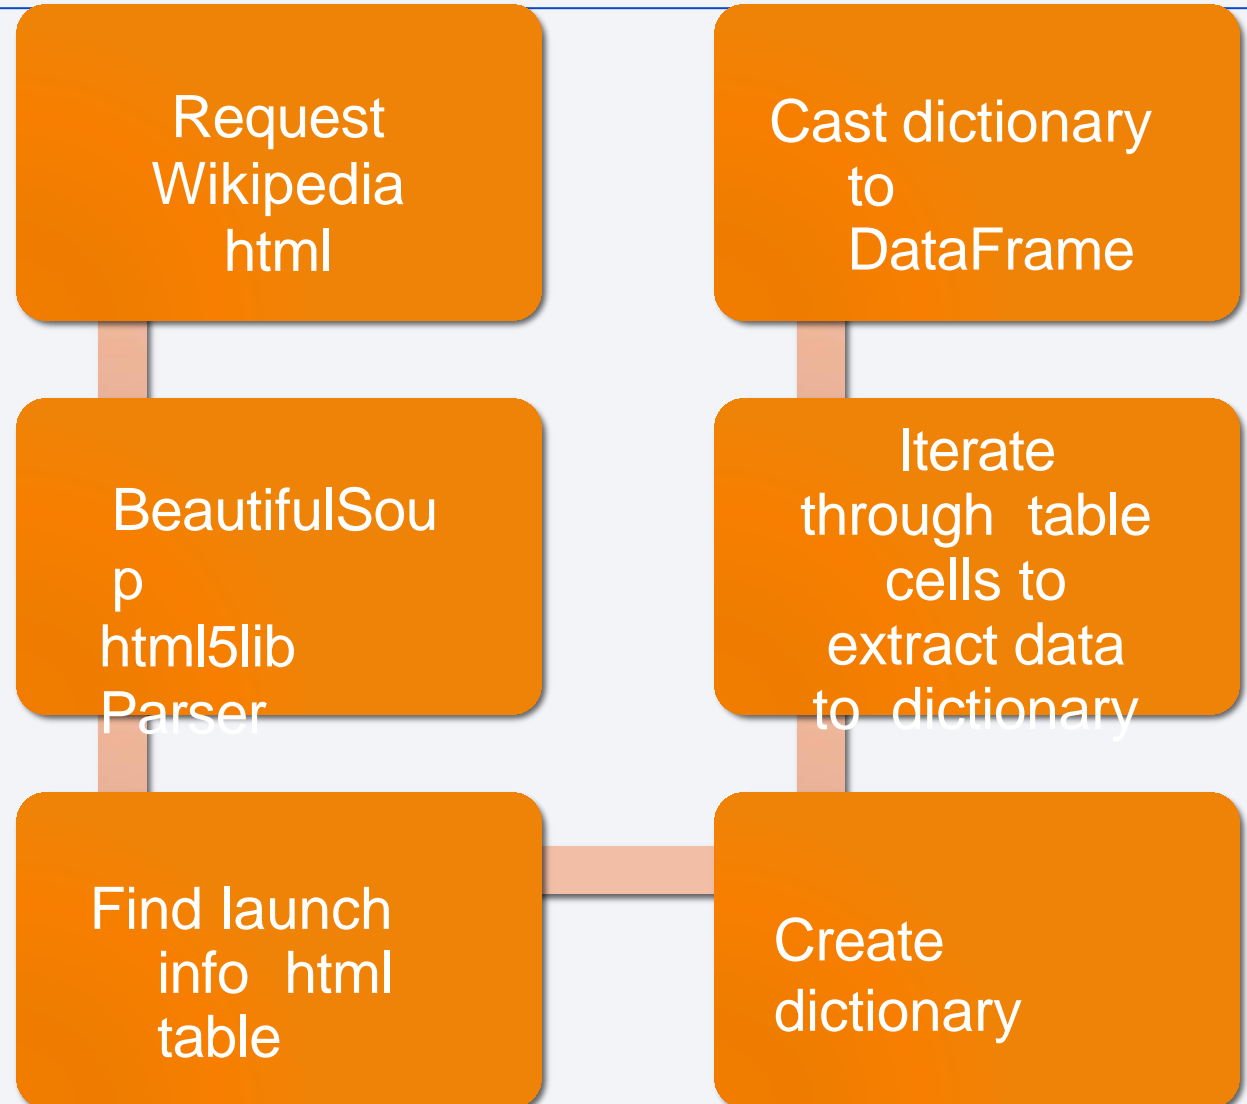 Request
Wikipedia
html
BeautifulSou
p
html5lib
Parser
Find launch
info html
table
Create
dictionary
Iterate
through table
cells to
extract data
to dictionary
Cast dictionary
to
DataFrame